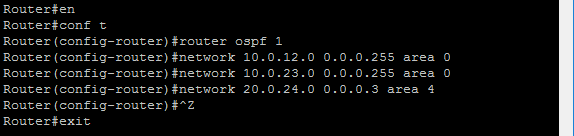 Router#en
Router#conf t
Router(config-router)#router ospf 1
Router(config-router)#network 10.0.12.0 0.0.0.255 area 0
Router(config-router)#network 10.0.23.0 0.0.0.255 area 0
Router(config-router)#network 20.0.24.0 0.0.0.3 area 4
Router(config-router)#^Z
Router#exit